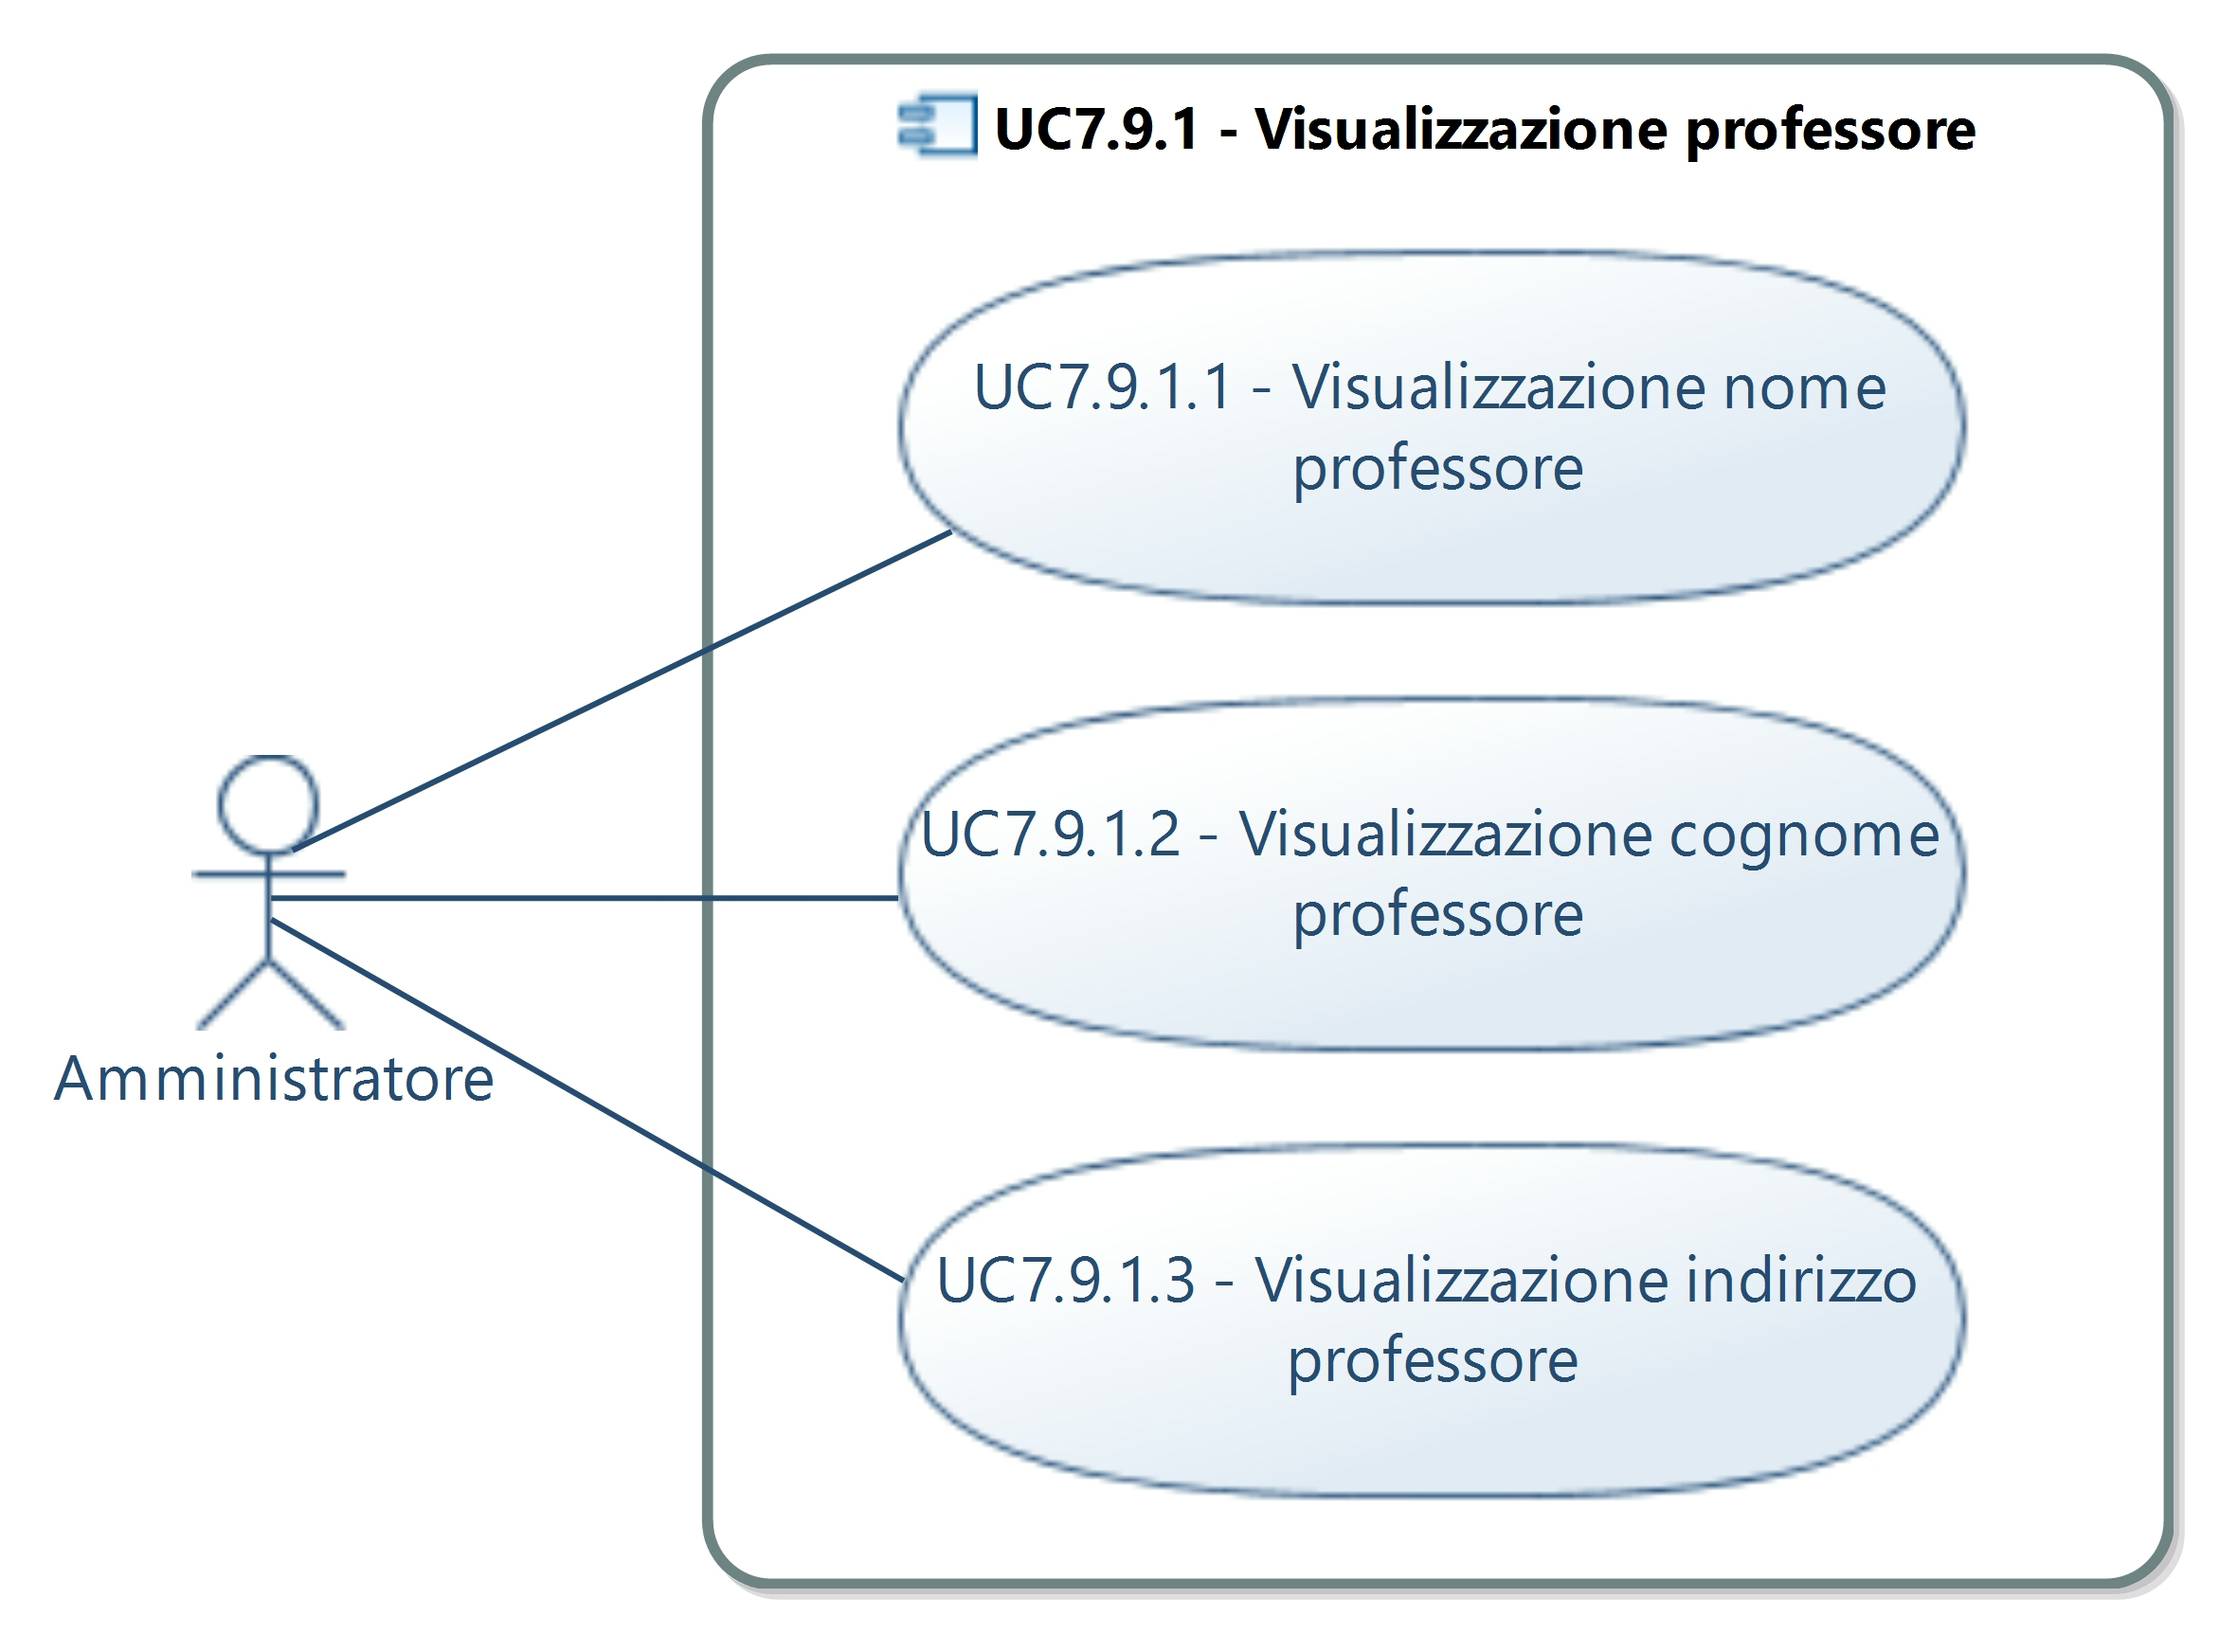 UC7.9.1 - Visualizzazione professore
UC7.9.1.1 - Visualizzazione nome
professore
UC7.9.1.2 - Visualizzazione cognome
professore
Amministratore
UC7.9.1.3 - Visualizzazione indirizzo
professore